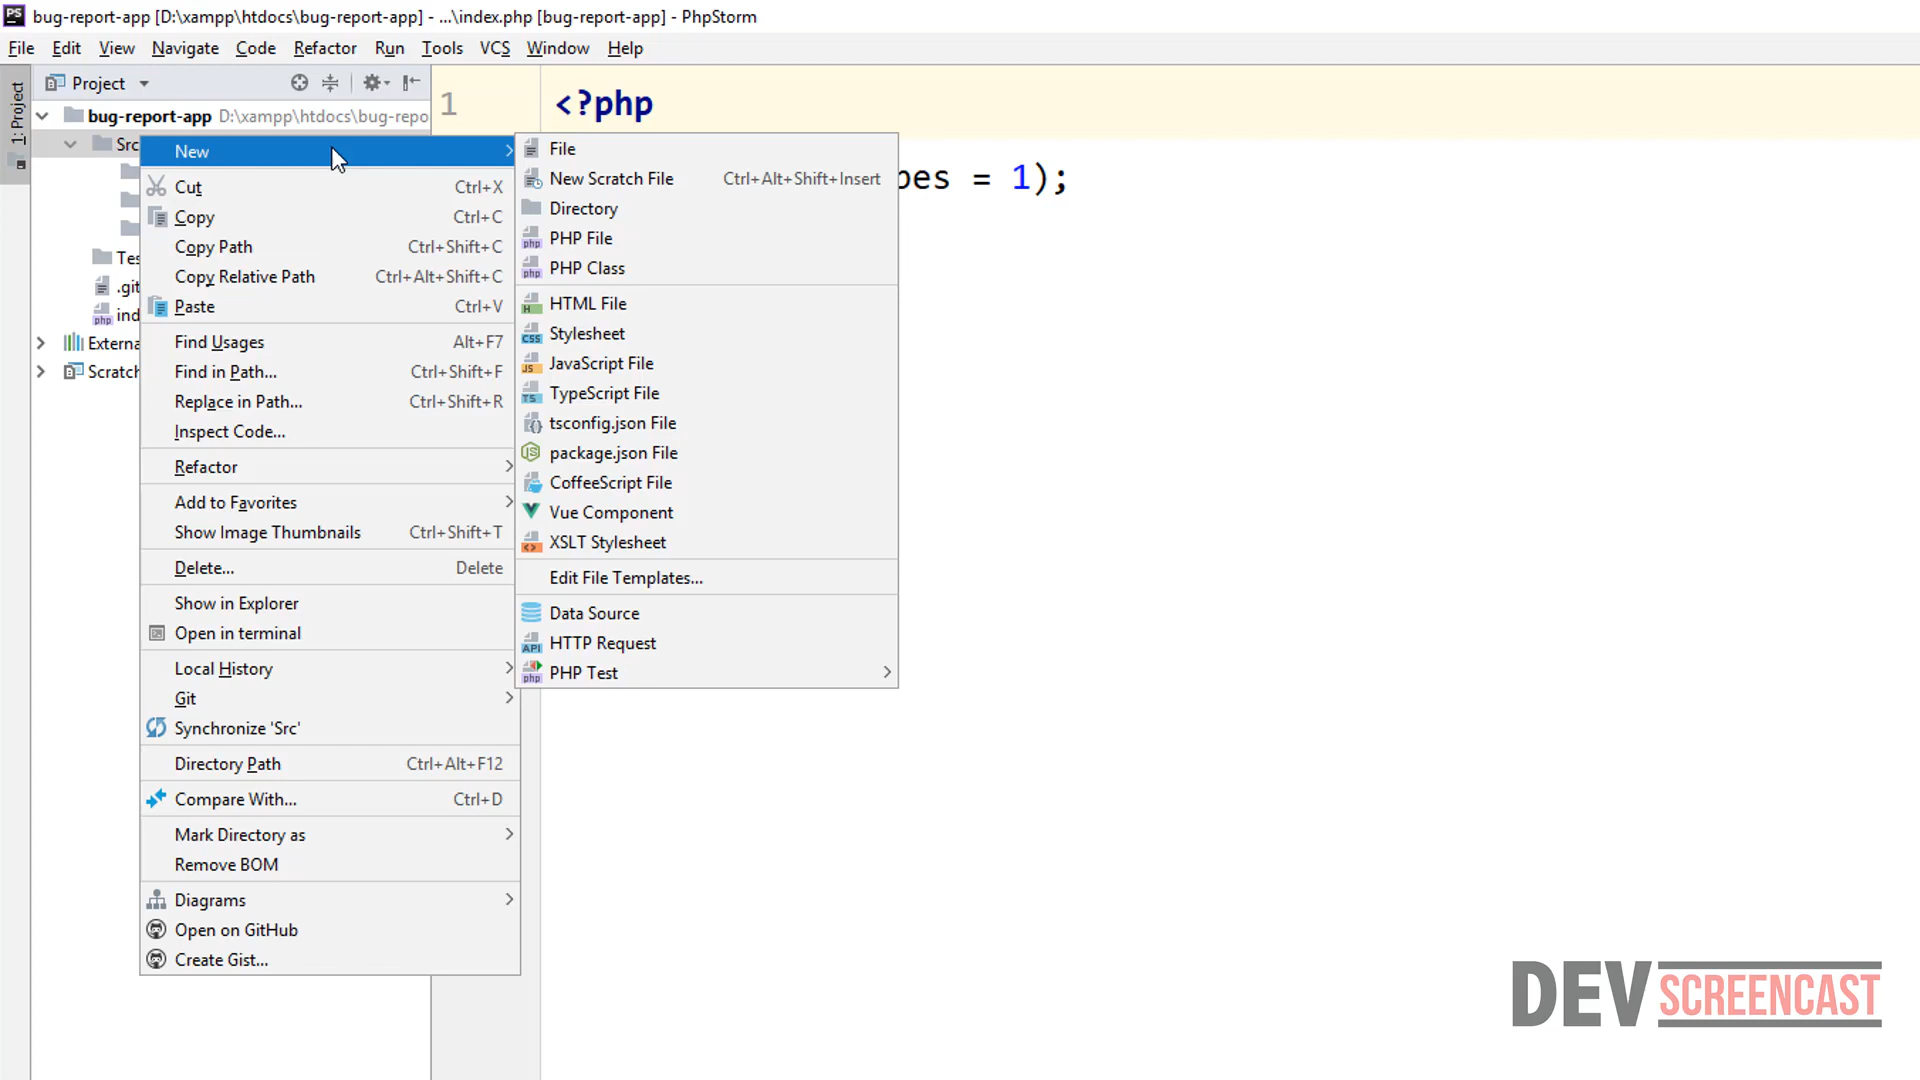 bug-report-app [D:\xampp\htdocs\bug-report-app] - ...\index.php [bug-report-app] - PhpStorm
File Edit View Navigate Code Refactor Run Tools VCS Window Help
1: Project
Project
bug-report-app D:\xampp\htdocs\bug-repo
Src
Tes
.git
ind
Externa
Scratch
New
Cut Ctrl+X
Copy Ctrl+C
Copy Path Ctrl+Shift+C
Copy Relative Path Ctrl+Alt+Shift+C
Paste Ctrl+V
Find Usages Alt+F7
Find in Path... Ctrl+Shift+F
Replace in Path... Ctrl+Shift+R
Inspect Code...
Refactor
Add to Favorites
Show Image Thumbnails Ctrl+Shift+T
Delete... Delete
Show in Explorer
Open in terminal
Local History
Git
Synchronize 'Src'
Directory Path Ctrl+Alt+F12
Compare With... Ctrl+D
Mark Directory as
Remove BOM
Diagrams
Open on GitHub
Create Gist...
File
New Scratch File Ctrl+Alt+Shift+Insert
Directory
PHP File
PHP Class
HTML File
Stylesheet
JavaScript File
TypeScript File
tsconfig.json File
package.json File
CoffeeScript File
Vue Component
XSLT Stylesheet
Edit File Templates...
Data Source
HTTP Request
PHP Test
1 <?php
pes = 1);
DEV SCREENCAST